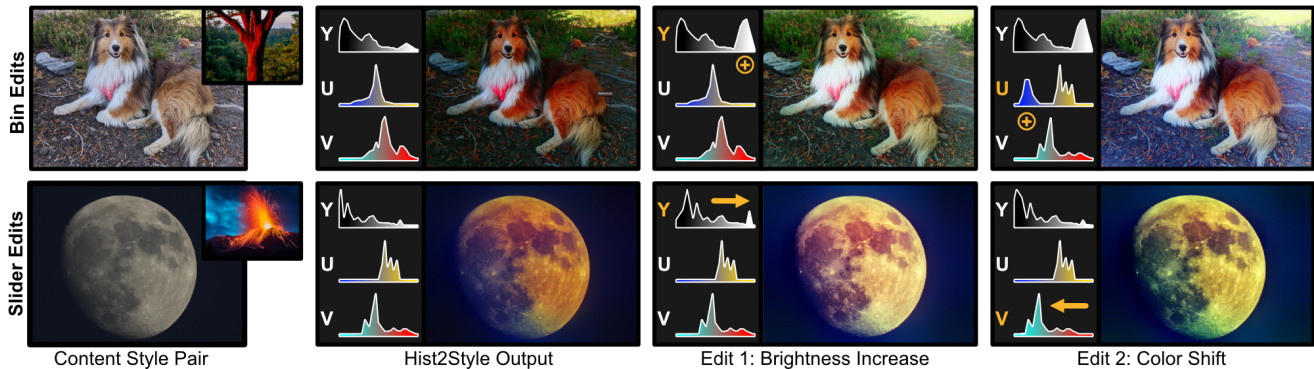 Bin Edits
Y Y Y
U U U
V V V
Slider Edits
Y Y Y
U U U
V V V
Content Style Pair Hist2Style Output Edit 1: Brightness Increase Edit 2: Color Shift